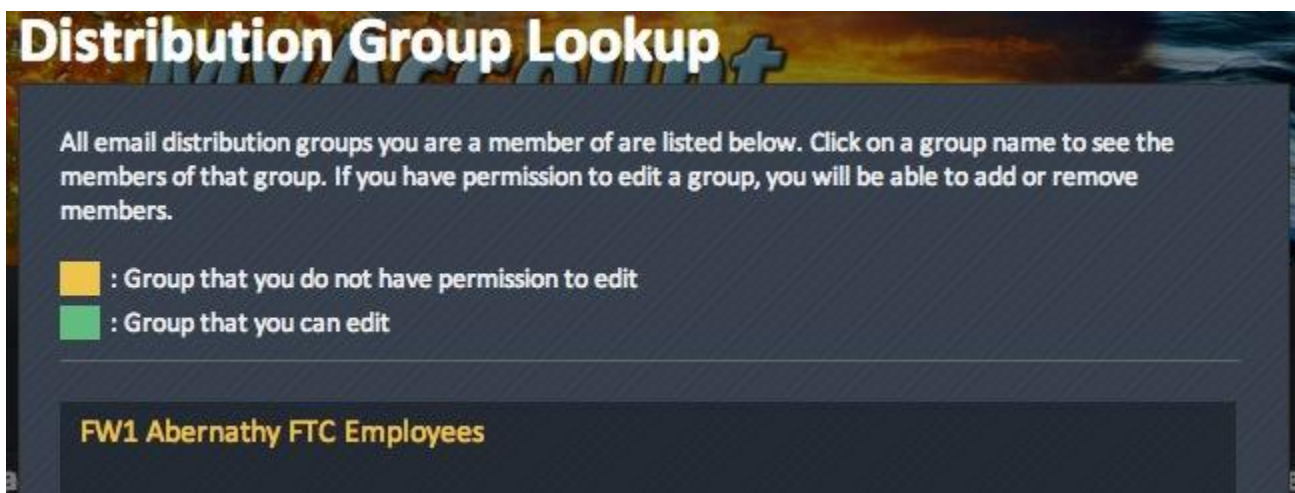 Distribution Group Lookup
MyAccount
All email distribution groups you are a member of are listed below. Click on a group name to see the
members of that group. If you have permission to edit a group, you will be able to add or remove
members.
: Group that you do not have permission to edit
: Group that you can edit
FW1 Abernathy FTC Employees